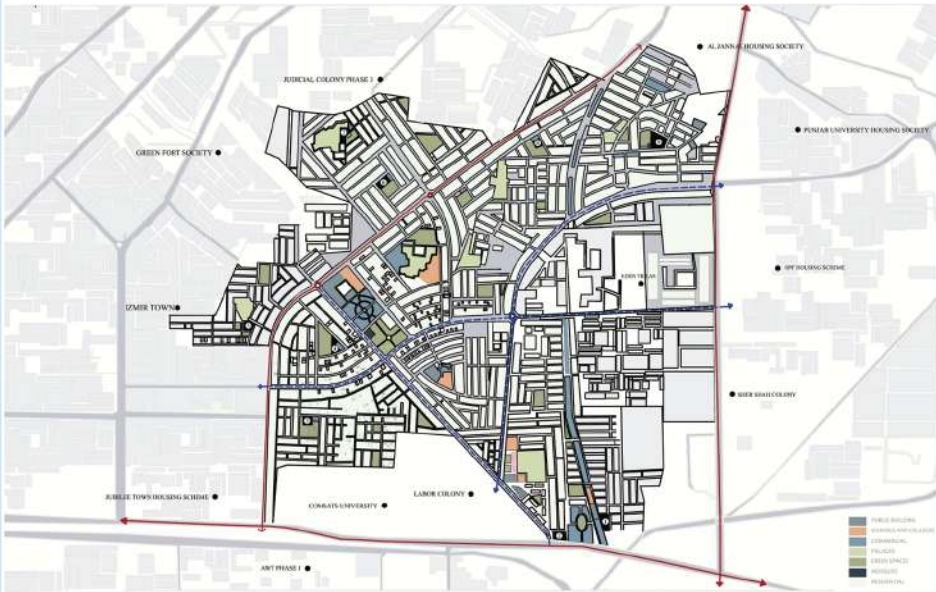 AL JANNAT HOUSING SOCIETY
JUDICIAL COLONY PHASE 3
PUNJAB UNIVERSITY HOUSING SOCIETY
GREEN FORT SOCIETY
OPF HOUSING SCHEME
EDEN VILLAS
IZMIR TOWN
SHER SHAH COLONY
LABOR COLONY
JUBILEE TOWN HOUSING SCHEME
COMSATS UNIVERSITY
PUBLIC BUILDING
COMMERCIAL
GREEN SPACES
MOSQUES
RESIDENTIAL
AWT PHASE 1